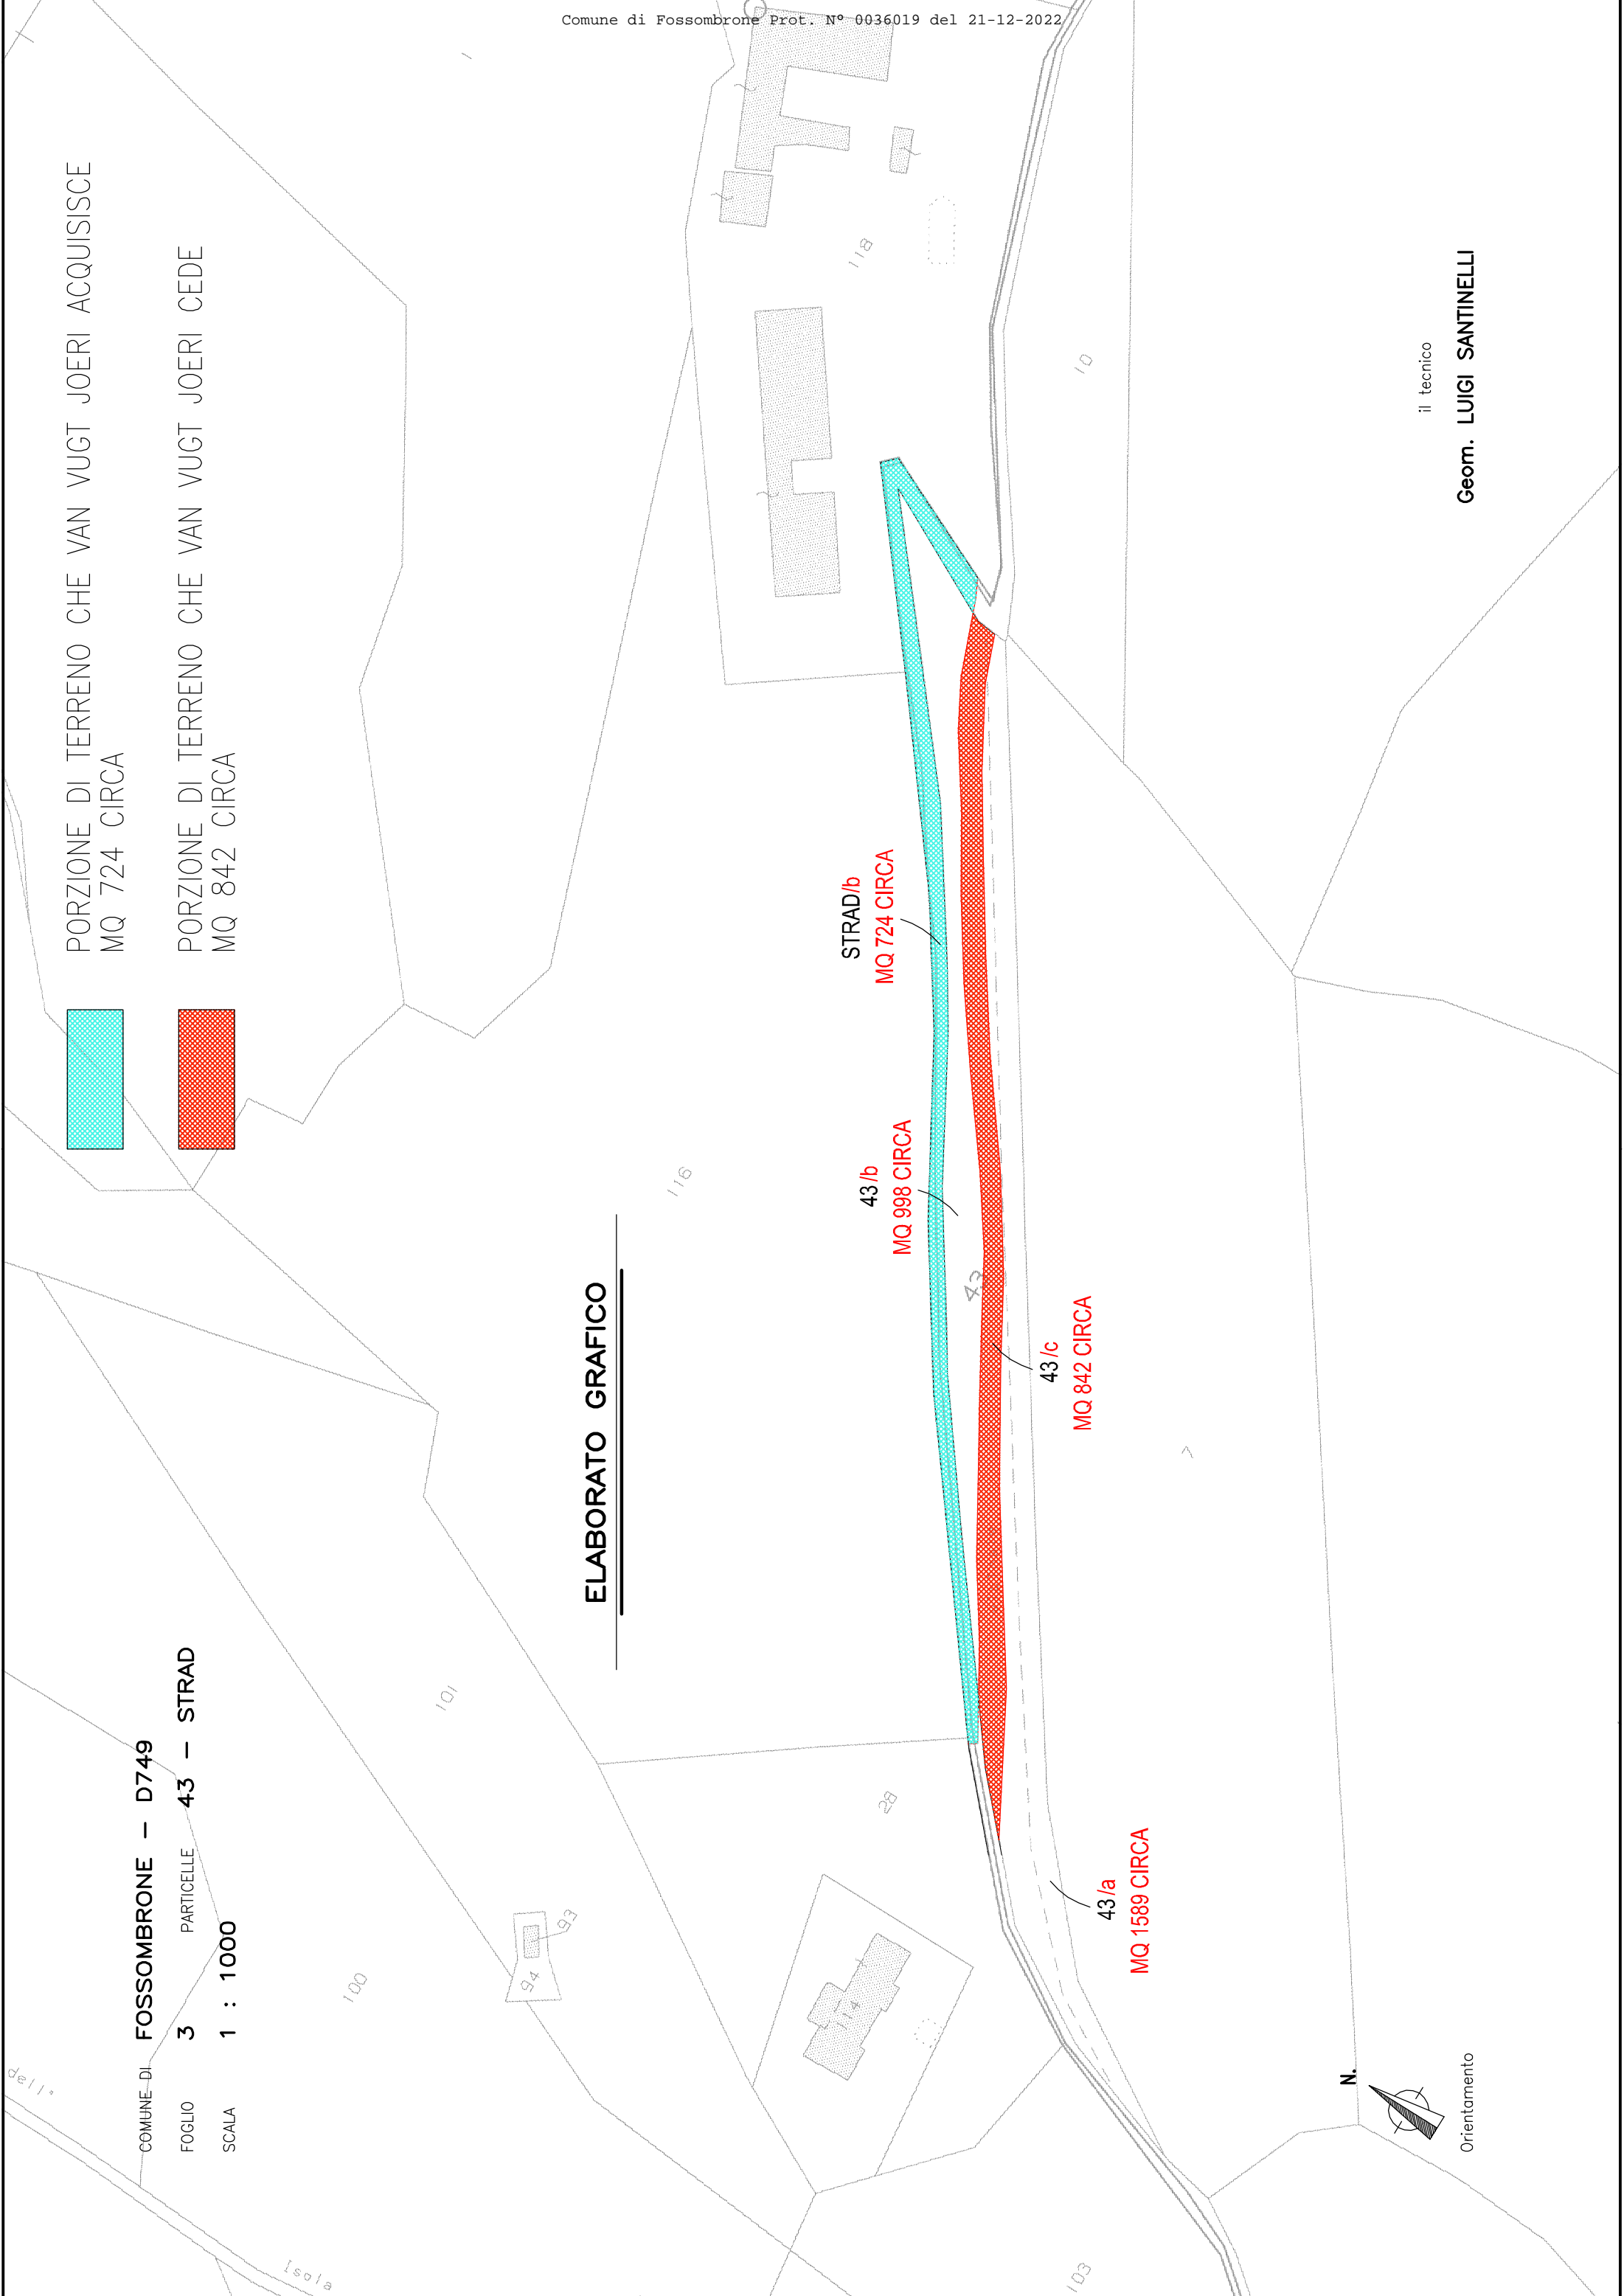 Comune di Fossombrone Prot. N° 0036019 del 21-12-2022
COMUNE DI FOSSOMBRONE - D749
FOGLIO 3 PARTICELLE 43 - STRAD
SCALA 1 : 1000
PORZIONE DI TERRENO CHE VAN VUGT JOERI ACQUISISCE
MQ 724 CIRCA
PORZIONE DI TERRENO CHE VAN VUGT JOERI CEDE
MQ 842 CIRCA
ELABORATO GRAFICO
dell'
Isola
100
101
94
93
116
118
114
28
10
7
103
43
STRAD/b
MQ 724 CIRCA
43/b
MQ 998 CIRCA
43/c
MQ 842 CIRCA
43/a
MQ 1589 CIRCA
N.
Orientamento
il tecnico
Geom. LUIGI SANTINELLI